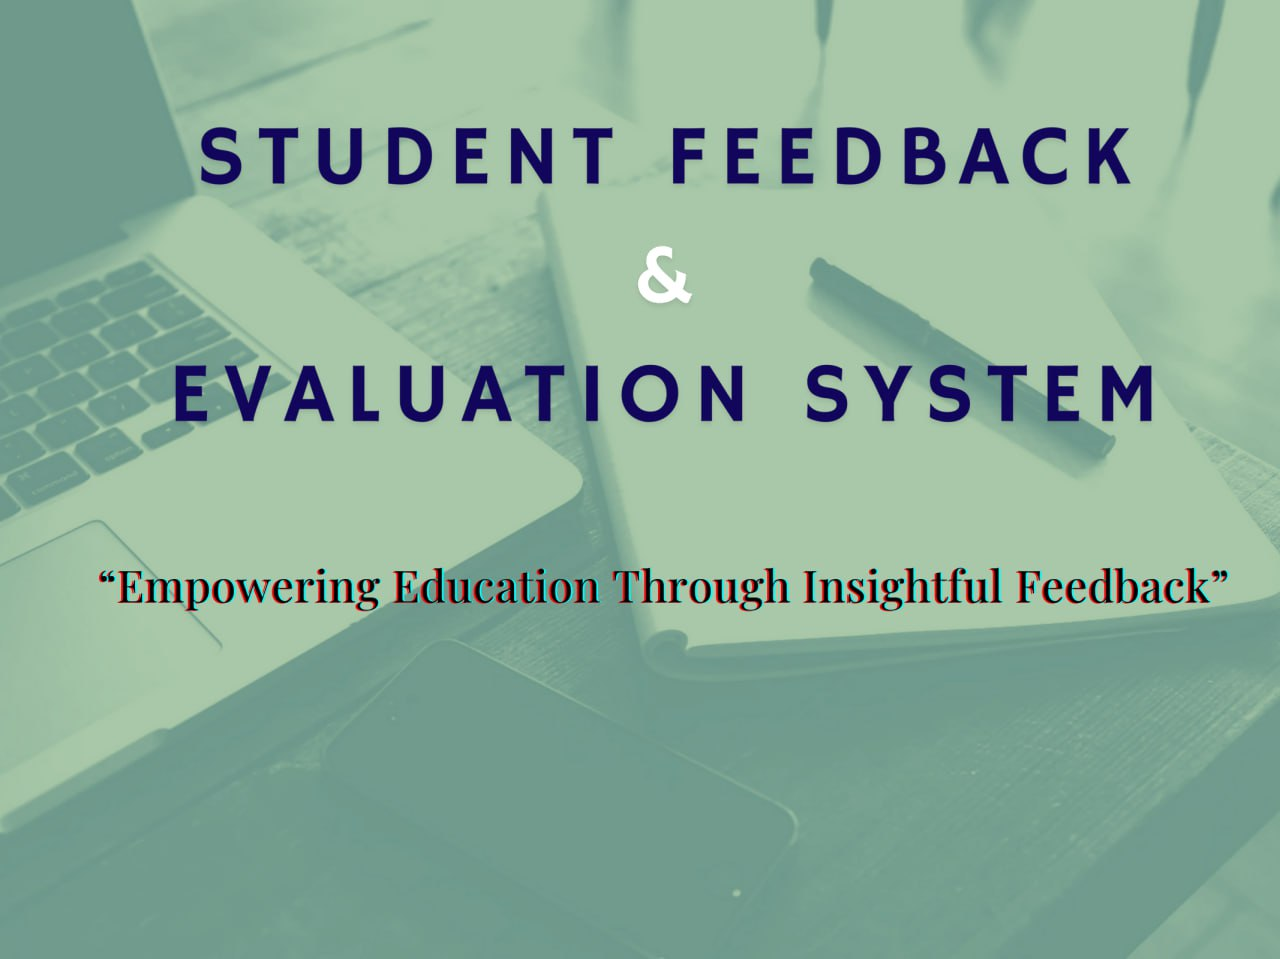 STUDENT FEEDBACK
&
EVALUATION SYSTEM
“Empowering Education Through Insightful Feedback”